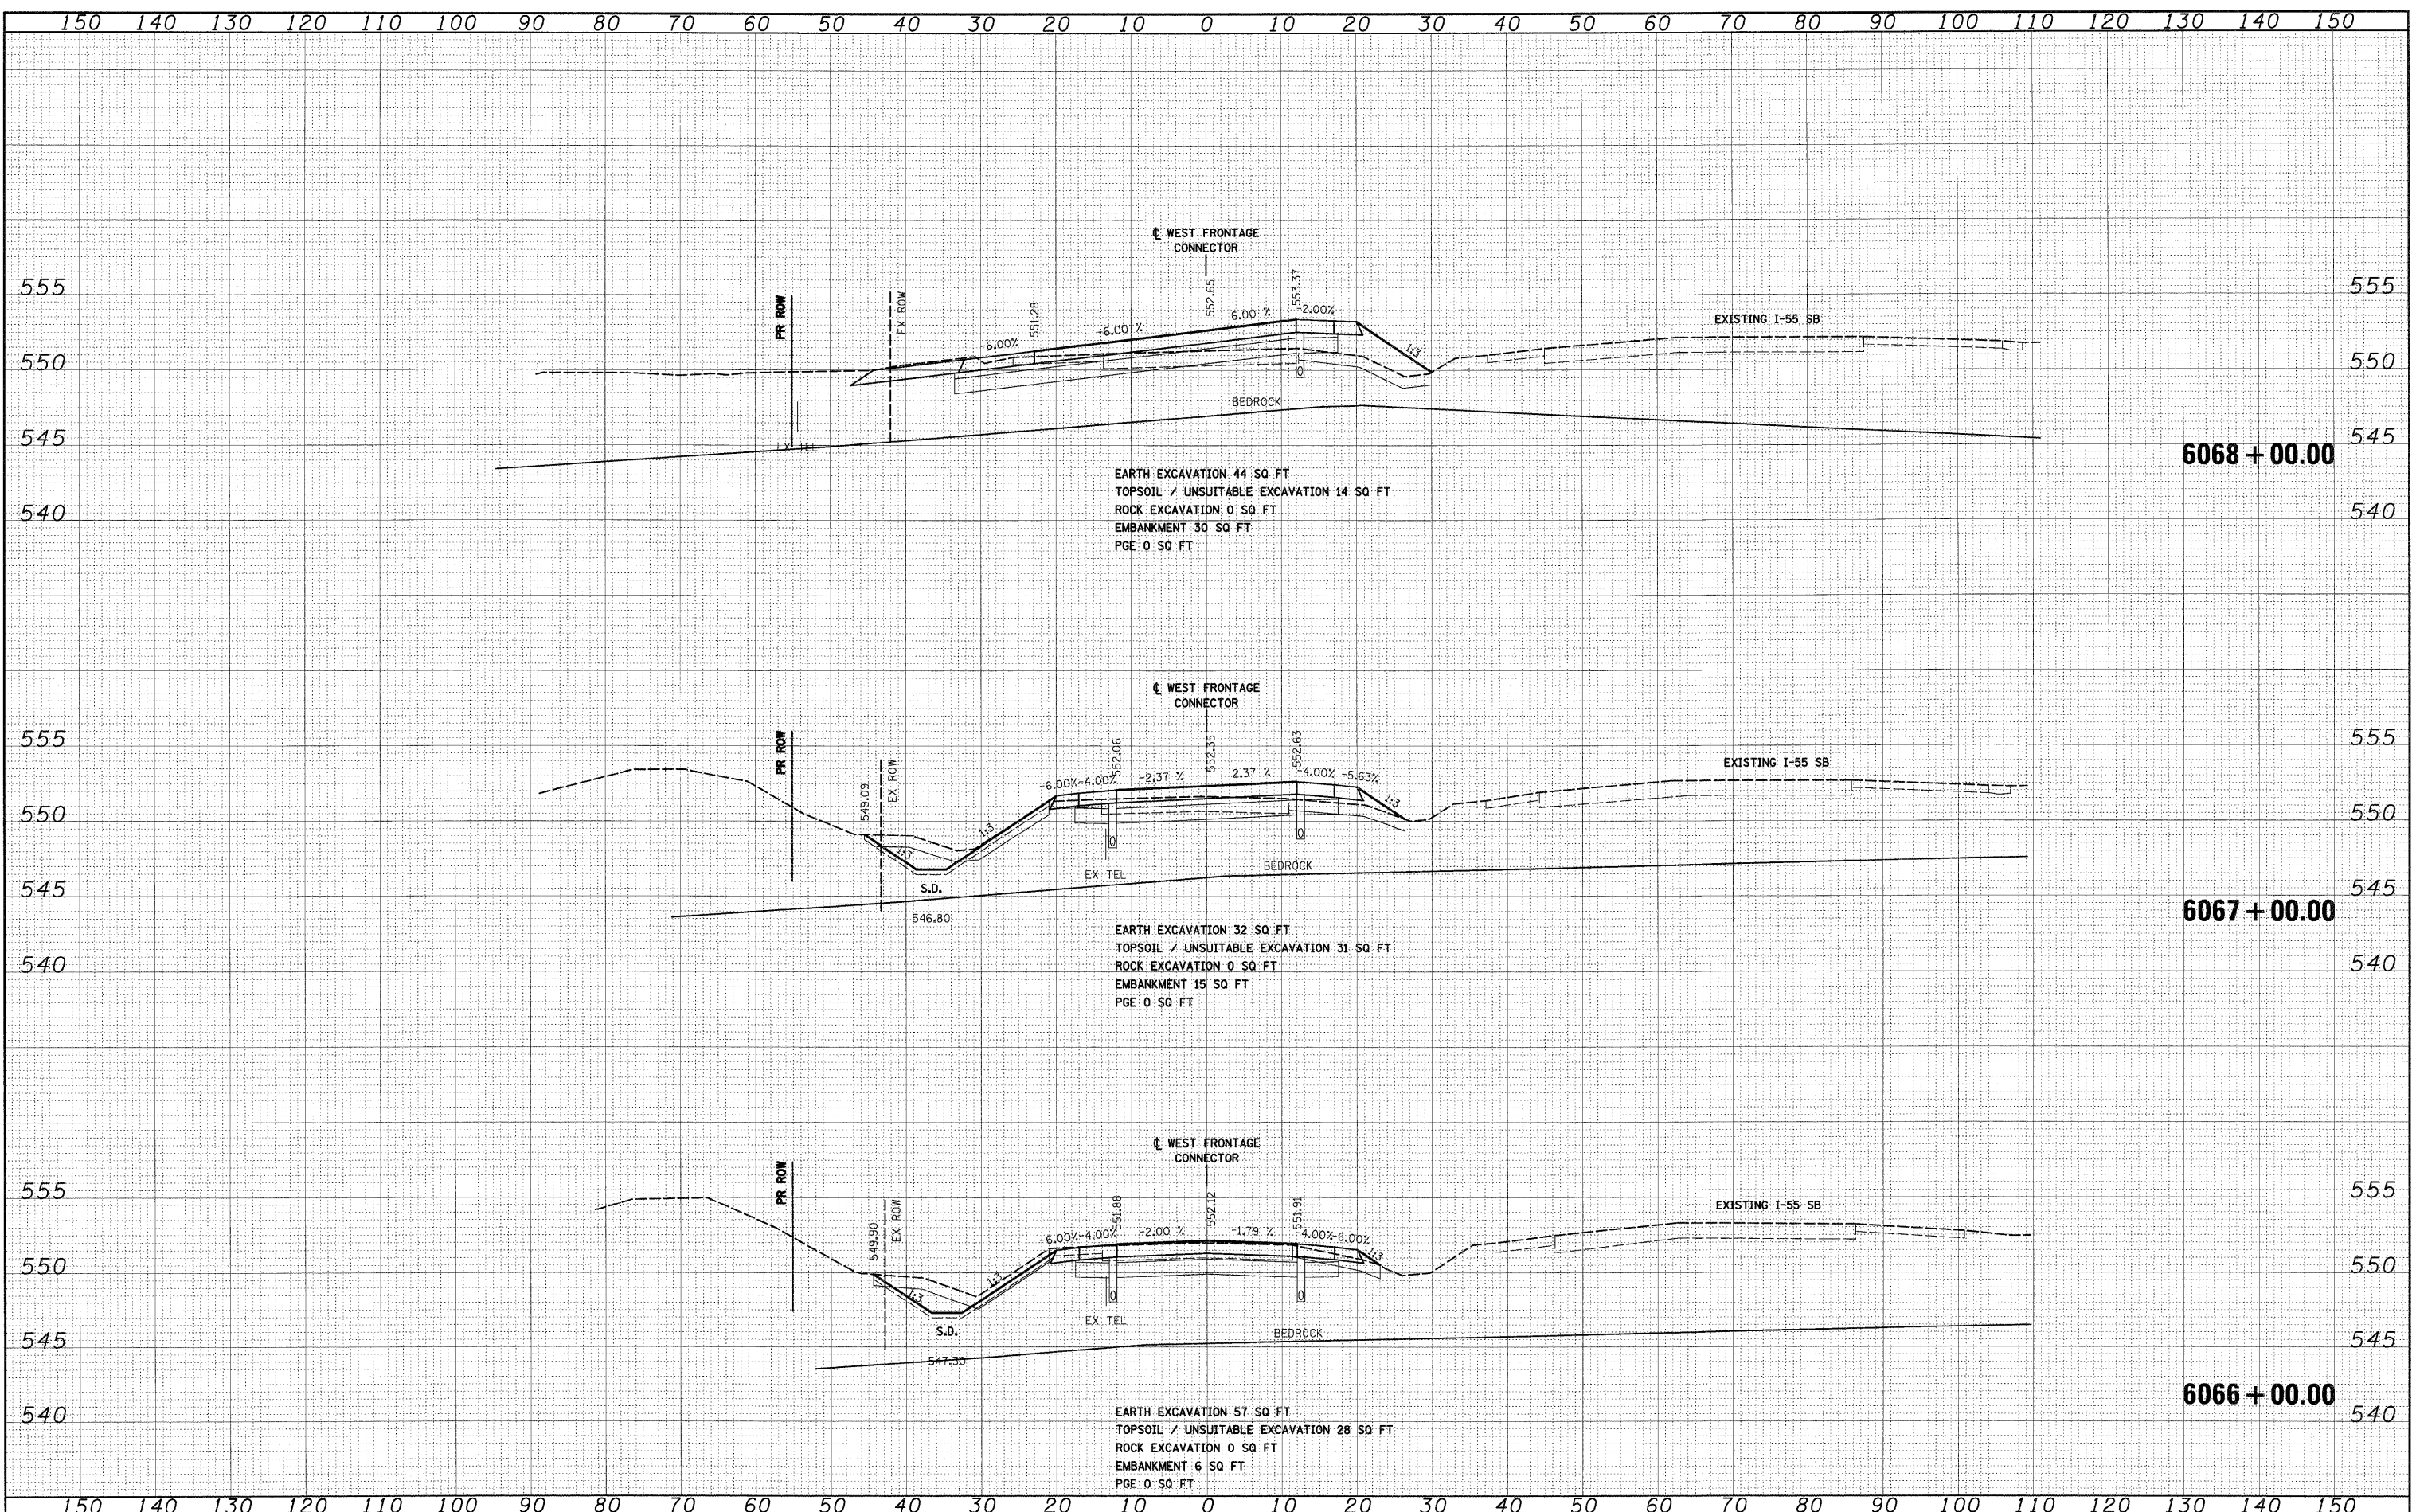 150 140 130 120 110 100 90 80 70 60 50 40 30 20 10 0 10 20 30 40 50 60 70 80 90 100 110 120 130 140 150
℄ WEST FRONTAGE
CONNECTOR
555 PR ROW EX ROW 551.28 552.65 553.37 555
-6.00% -6.00 % 6.00 % -2.00% EXISTING I-55 SB
1:3
550 0 550
BEDROCK
545 EX TEL 545
6068+00.00
EARTH EXCAVATION 44 SQ FT
TOPSOIL / UNSUITABLE EXCAVATION 14 SQ FT
540 ROCK EXCAVATION 0 SQ FT 540
EMBANKMENT 30 SQ FT
PGE 0 SQ FT
℄ WEST FRONTAGE
CONNECTOR
555 PR ROW 552.06 552.35 552.63 555
EXISTING I-55 SB
549.09 EX ROW -6.00% -4.00% -2.37 % 2.37 % -4.00% -5.63%
1:3
550 1:3 1:3 0 0 550
BEDROCK
EX TEL
545 S.D. 545
546.80 6067+00.00
EARTH EXCAVATION 32 SQ FT
TOPSOIL / UNSUITABLE EXCAVATION 31 SQ FT
540 ROCK EXCAVATION 0 SQ FT 540
EMBANKMENT 15 SQ FT
PGE 0 SQ FT
℄ WEST FRONTAGE
CONNECTOR
555 PR ROW 551.88 552.12 551.91 555
EXISTING I-55 SB
549.90 EX ROW -6.00% -4.00% -2.00 % -1.79 % -4.00% -6.00%
1:3
550 1:3 1:3 0 0 550
EX TEL
545 S.D. BEDROCK 545
547.30
6066+00.00
540 EARTH EXCAVATION 57 SQ FT 540
TOPSOIL / UNSUITABLE EXCAVATION 28 SQ FT
ROCK EXCAVATION 0 SQ FT
EMBANKMENT 6 SQ FT
PGE 0 SQ FT
150 140 130 120 110 100 90 80 70 60 50 40 30 20 10 0 10 20 30 40 50 60 70 80 90 100 110 120 130 140 150